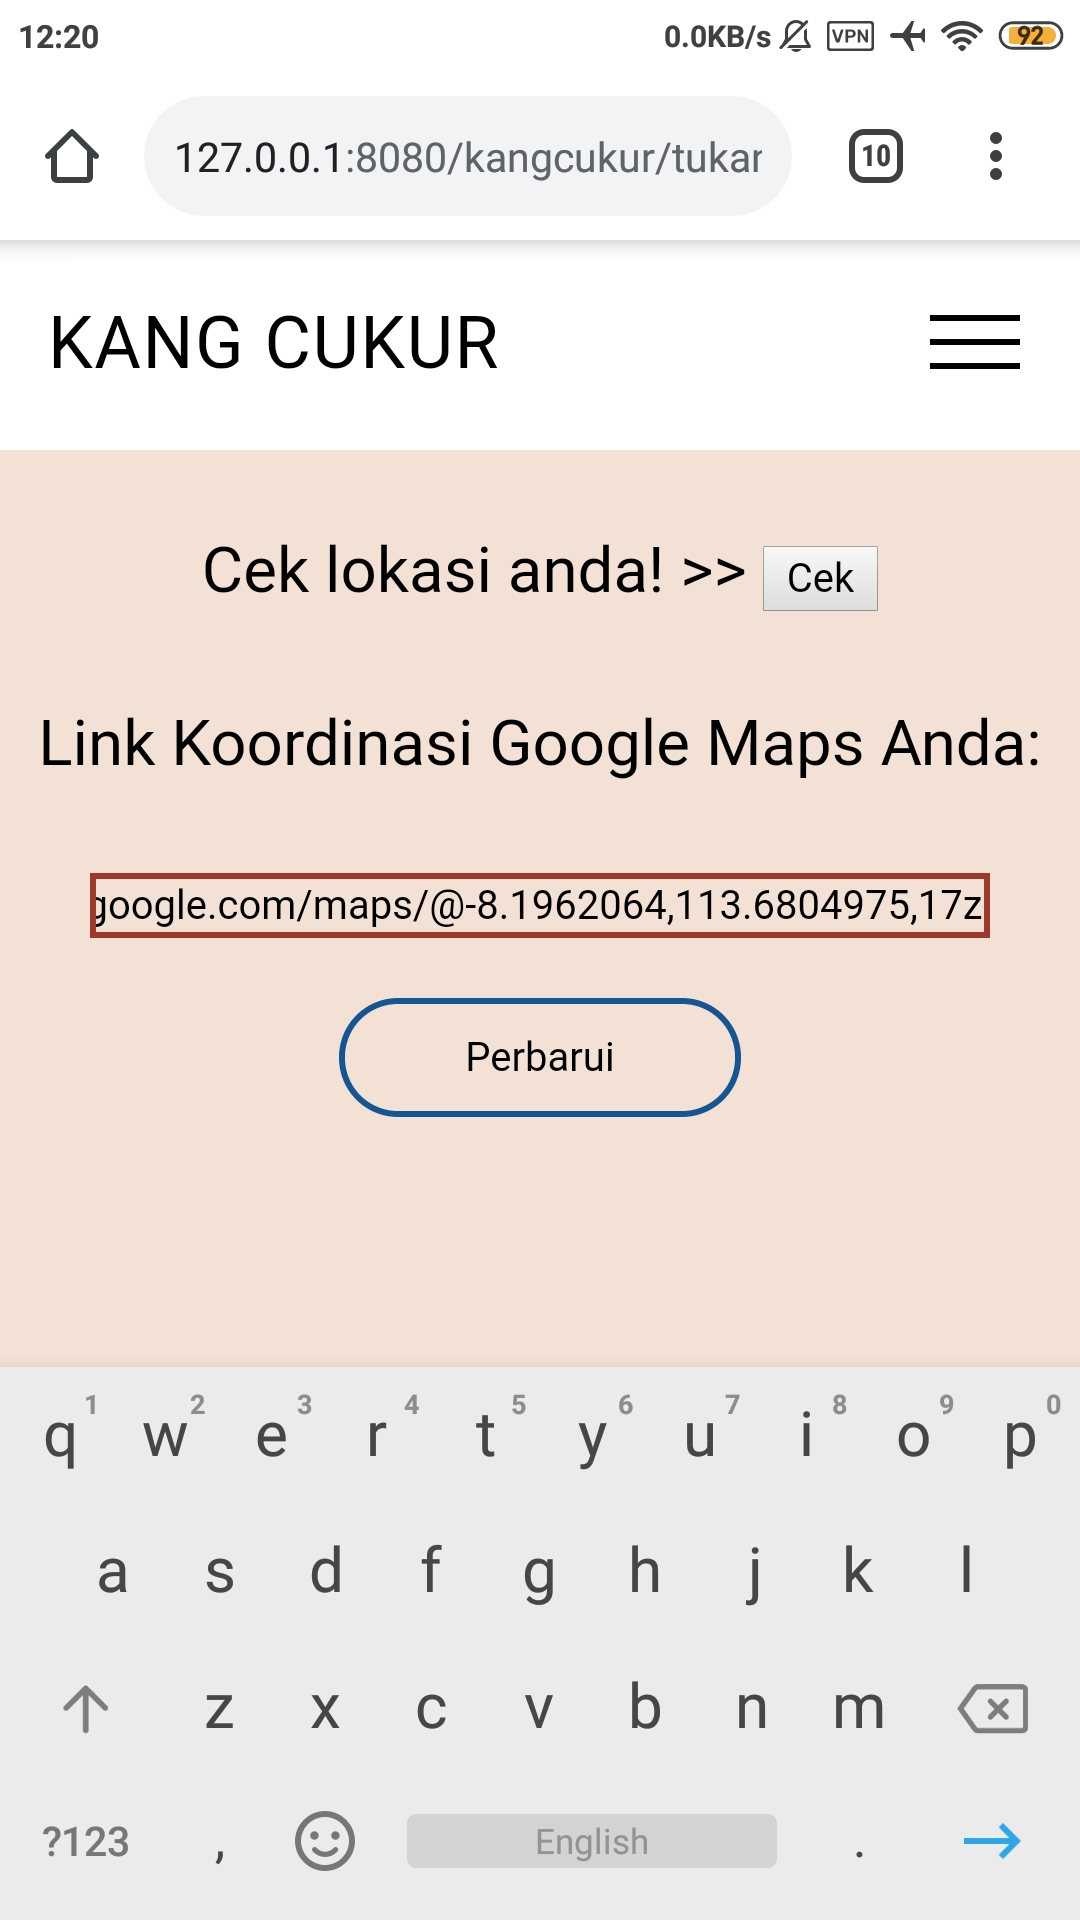 12:20 0.0KB/s VPN 92
127.0.0.1:8080/kangcukur/tukar 10
KANG CUKUR
Cek lokasi anda! >> Cek
Link Koordinasi Google Maps Anda:
google.com/maps/@-8.1962064,113.6804975,17z
Perbarui
1 2 3 4 5 6 7 8 9 0
q w e r t y u i o p
a s d f g h j k l
z x c v b n m
?123 , English .